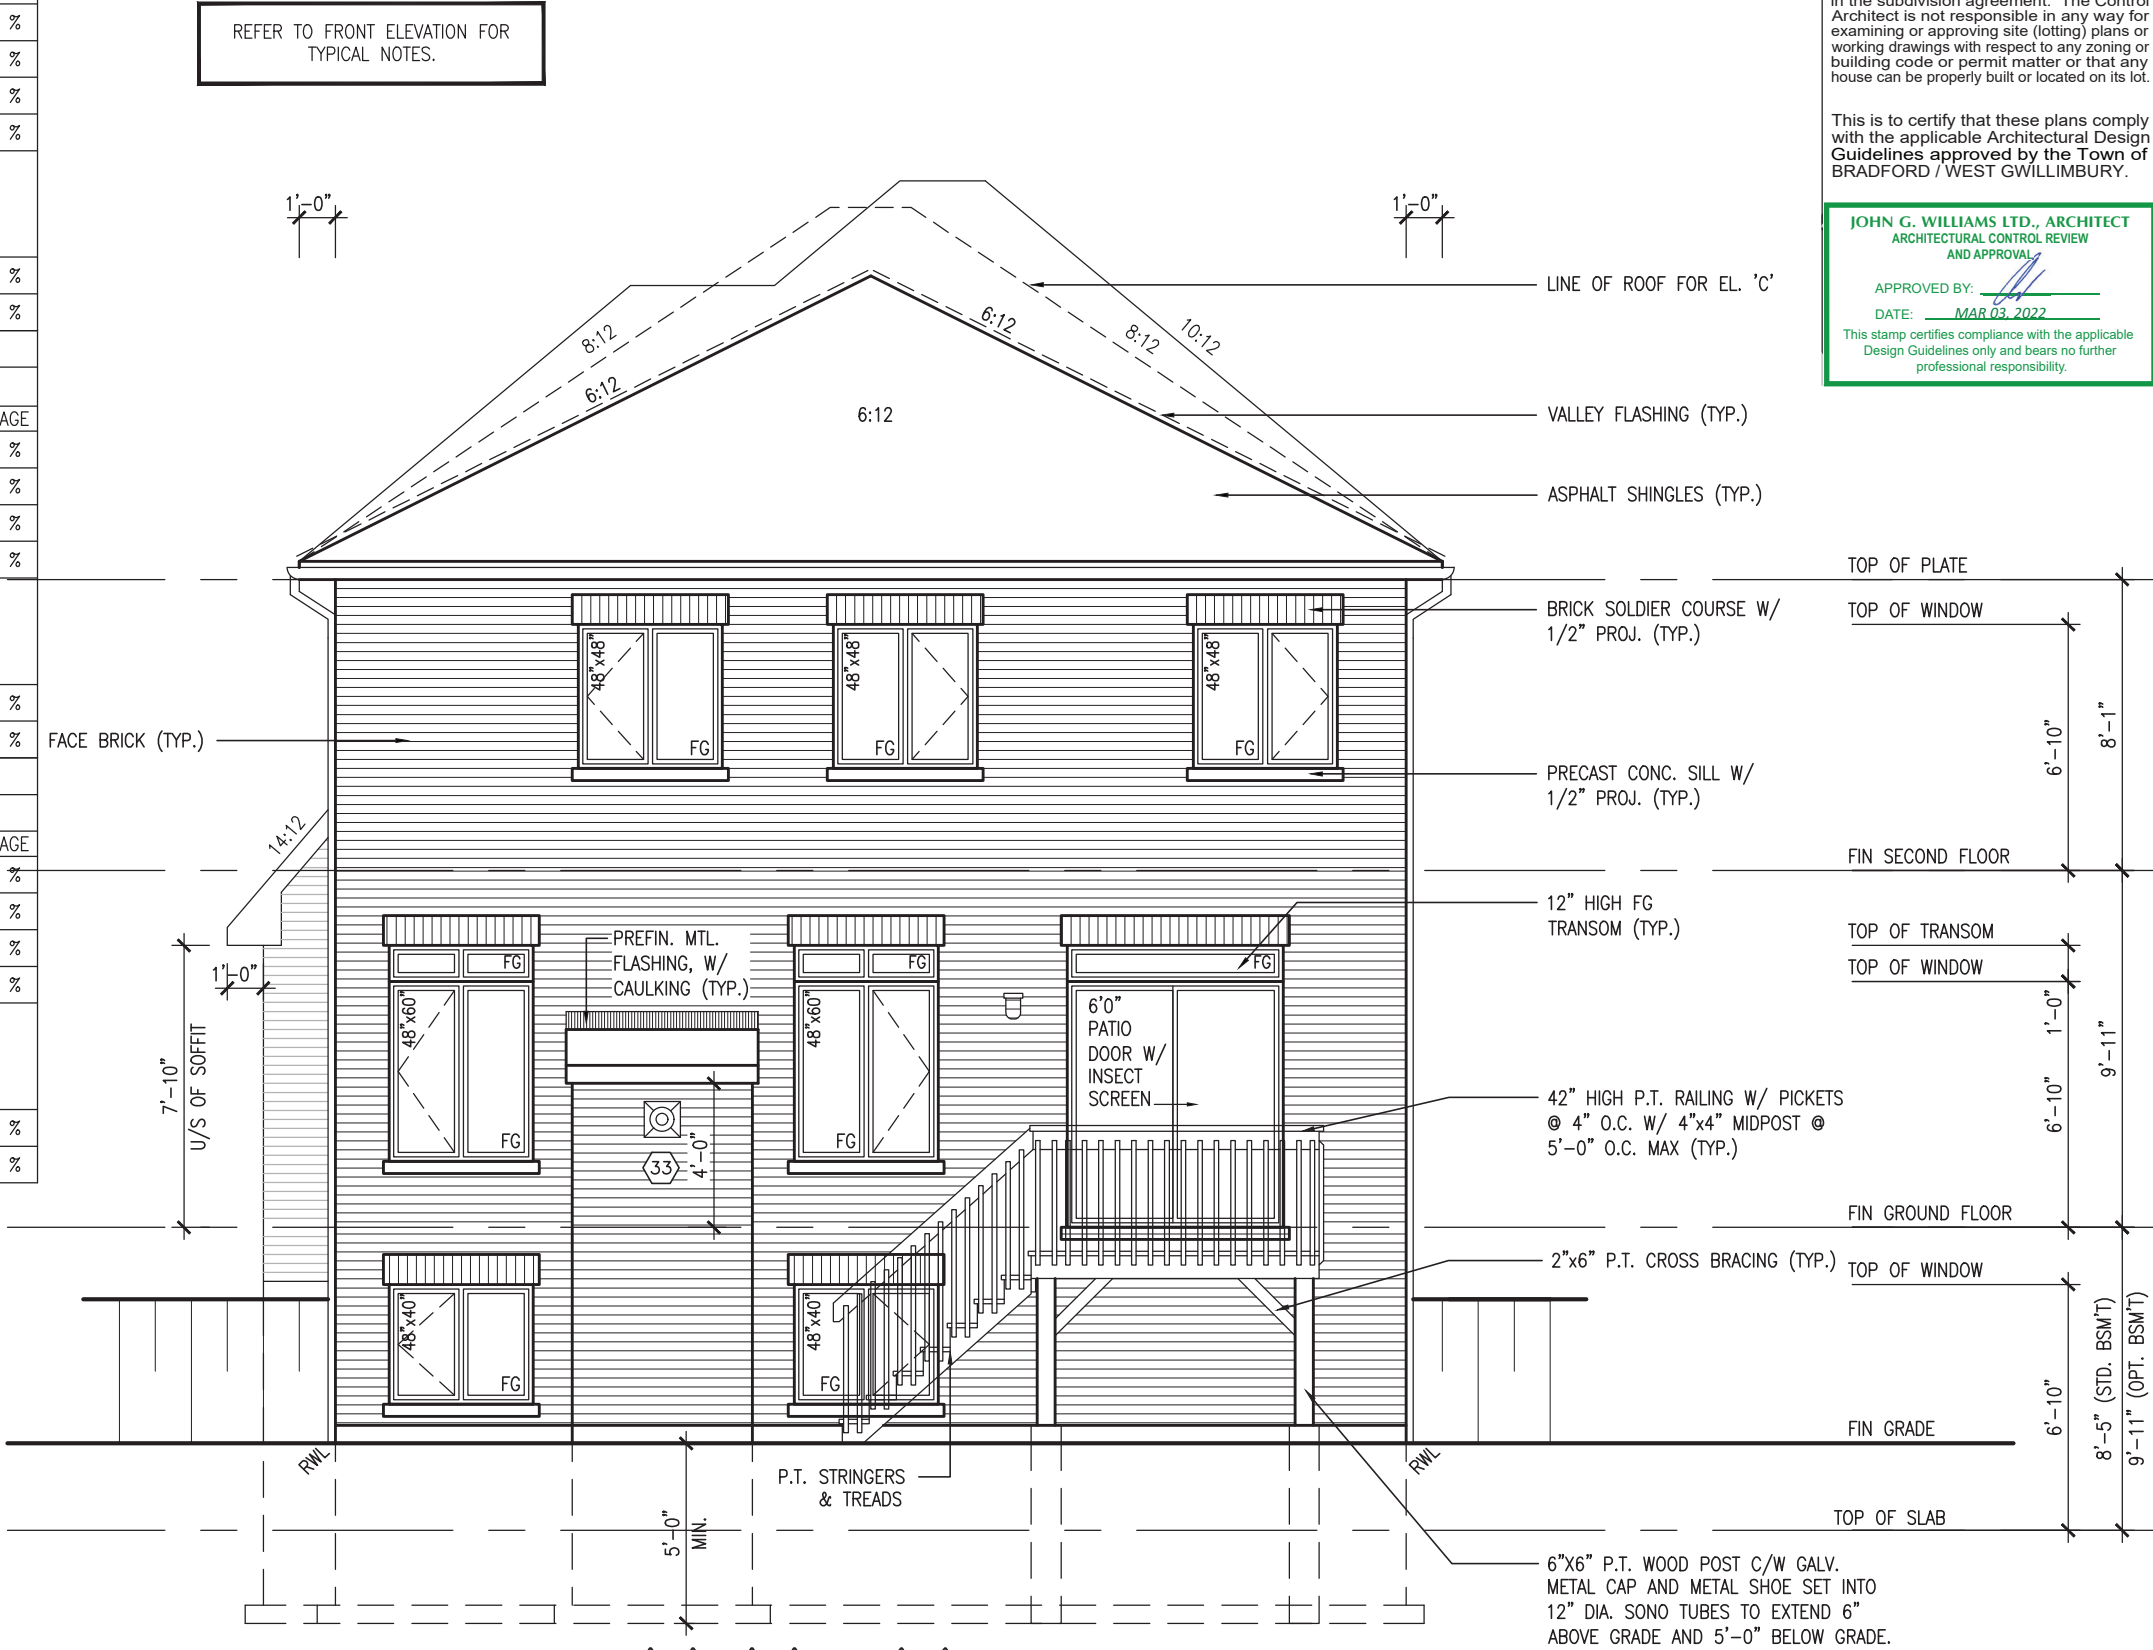 REFER TO FRONT ELEVATION FOR
TYPICAL NOTES.
in the subdivision agreement. The Control
Architect is not responsible in any way for
examining or approving site (lotting) plans or
working drawings with respect to any zoning or
building code or permit matter or that any
house can be properly built or located on its lot.
This is to certify that these plans comply
with the applicable Architectural Design
Guidelines approved by the Town of
BRADFORD / WEST GWILLIMBURY.
JOHN G. WILLIAMS LTD., ARCHITECT
ARCHITECTURAL CONTROL REVIEW
AND APPROVAL
APPROVED BY:
DATE: MAR 03, 2022
This stamp certifies compliance with the applicable
Design Guidelines only and bears no further
professional responsibility.
%
%
%
%
%
%
AGE
%
%
%
%
%
%
AGE
%
%
%
%
%
%
1'-0"
1'-0"
LINE OF ROOF FOR EL. 'C'
8:12
6:12
6:12
8:12
10:12
6:12
VALLEY FLASHING (TYP.)
ASPHALT SHINGLES (TYP.)
TOP OF PLATE
BRICK SOLDIER COURSE W/
1/2" PROJ. (TYP.)
TOP OF WINDOW
48"x48"
FG
48"x48"
FG
48"x48"
FG
FACE BRICK (TYP.)
PRECAST CONC. SILL W/
1/2" PROJ. (TYP.)
6'-10"
8'-1"
14:12
FIN SECOND FLOOR
12" HIGH FG
TRANSOM (TYP.)
TOP OF TRANSOM
TOP OF WINDOW
PREFIN. MTL.
FLASHING, W/
CAULKING (TYP.)
FG
FG
FG
1'-0"
48"x60"
FG
48"x60"
FG
6'0"
PATIO
DOOR W/
INSECT
SCREEN
7'-10"
U/S OF SOFFIT
33
4'-0"
1'-0"
6'-10"
9'-11"
42" HIGH P.T. RAILING W/ PICKETS
@ 4" O.C. W/ 4"x4" MIDPOST @
5'-0" O.C. MAX (TYP.)
FIN GROUND FLOOR
2"x6" P.T. CROSS BRACING (TYP.)
TOP OF WINDOW
48"x40"
FG
48"x40"
FG
6'-10"
8'-5" (STD. BSM'T)
9'-11" (OPT. BSM'T)
FIN GRADE
RWL
RWL
P.T. STRINGERS
& TREADS
5'-0"
MIN.
TOP OF SLAB
6"X6" P.T. WOOD POST C/W GALV.
METAL CAP AND METAL SHOE SET INTO
12" DIA. SONO TUBES TO EXTEND 6"
ABOVE GRADE AND 5'-0" BELOW GRADE.